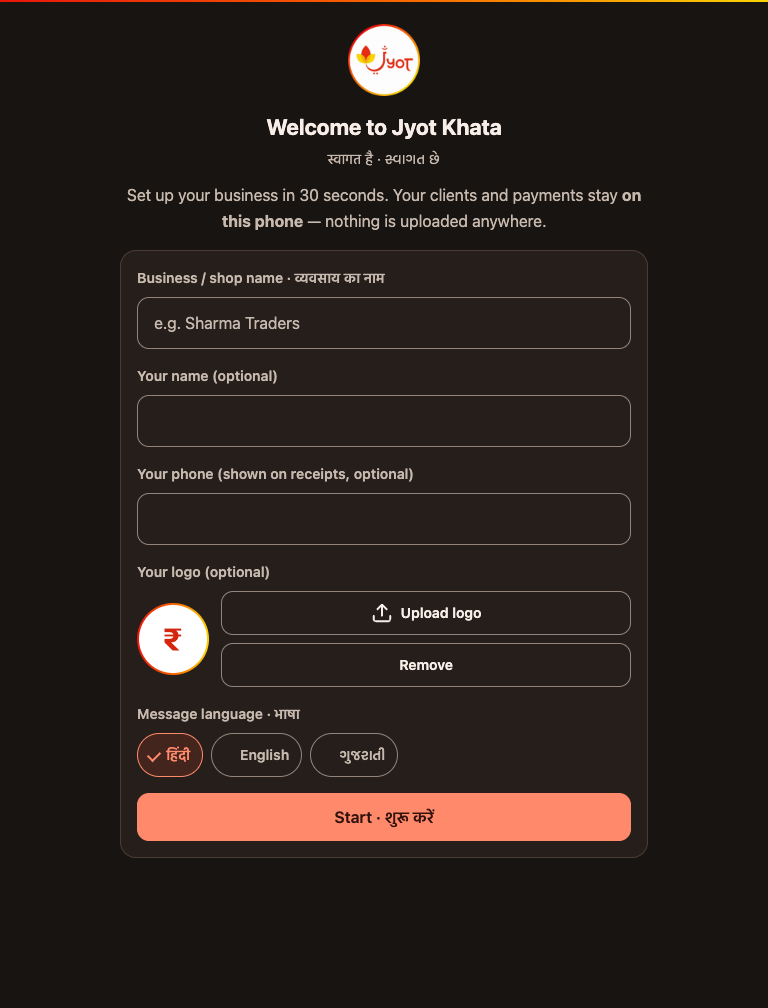 Jyot
Welcome to Jyot Khata
स्वागत है · સ્વાગત છે
Set up your business in 30 seconds. Your clients and payments stay on
this phone — nothing is uploaded anywhere.
Business / shop name · व्यवसाय का नाम
e.g. Sharma Traders
Your name (optional)
Your phone (shown on receipts, optional)
Your logo (optional)
₹
Upload logo
Remove
Message language · भाषा
हिंदी English ગુજરાતી
Start · शुरू करें